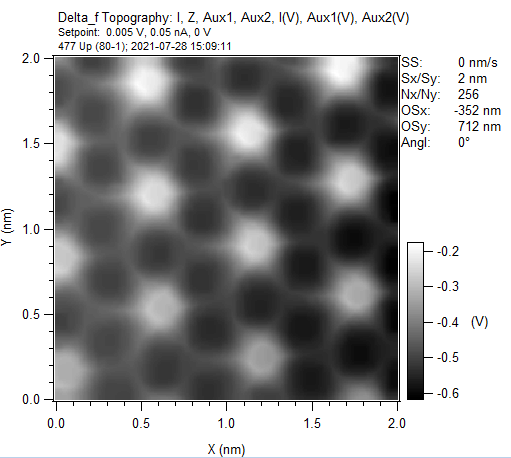 Delta_f Topography: I, Z, Aux1, Aux2, I(V), Aux1(V), Aux2(V)
Setpoint:  0.005 V, 0.05 nA, 0 V
477 Up (80-1); 2021-07-28 15:09:11
SS: 0 nm/s
Sx/Sy: 2 nm
Nx/Ny: 256
OSx: -352 nm
OSy: 712 nm
Angl: 0°
2.0
1.5
1.0
0.5
0.0
Y (nm)
0.0 0.5 1.0 1.5 2.0
X (nm)
-0.2
-0.3
-0.4
-0.5
-0.6
(V)